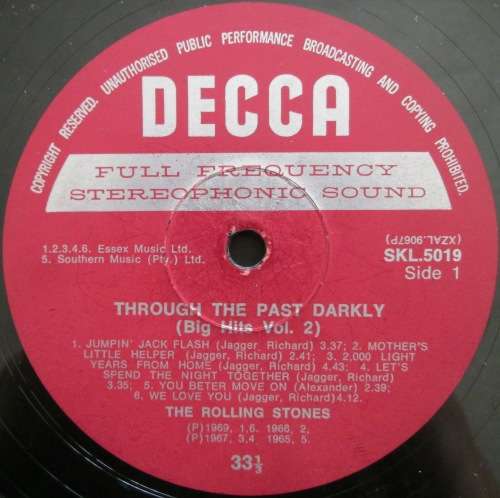 COPYRIGHT RESERVED. UNAUTHORISED PUBLIC PERFORMANCE BROADCASTING AND COPYING PROHIBITED.
DECCA
FULL FREQUENCY
STEREOPHONIC SOUND
1.2.3.4.6. Essex Music Ltd.
5. Southern Music (Pty.) Ltd.
(XZAL.9067P)
SKL.5019
Side 1
THROUGH THE PAST DARKLY
(Big Hits Vol. 2)
1. JUMPIN' JACK FLASH (Jagger, Richard) 3.37; 2. MOTHER'S
LITTLE HELPER (Jagger, Richard) 2.41; 3. 2,000 LIGHT
YEARS FROM HOME (Jagger, Richard) 4.43; 4. LET'S
SPEND THE NIGHT TOGETHER (Jagger, Richard)
3.35; 5. YOU BETER MOVE ON (Alexander) 2.39;
6. WE LOVE YOU (Jagger, Richard)4.12.
THE ROLLING STONES
(P)1969, 1,6. 1966, 2,
(P)1967, 3,4 1965, 5.
33⅓